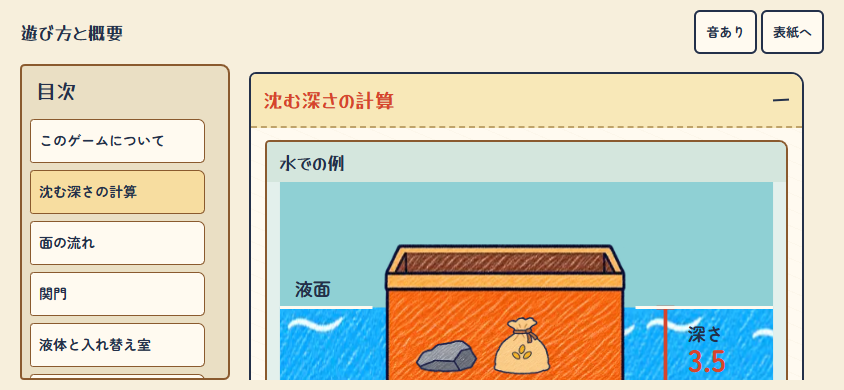 遊び方と概要
音あり
表紙へ
目次
このゲームについて
沈む深さの計算
面の流れ
関門
液体と入れ替え室
沈む深さの計算
水での例
液面
深さ
3.5